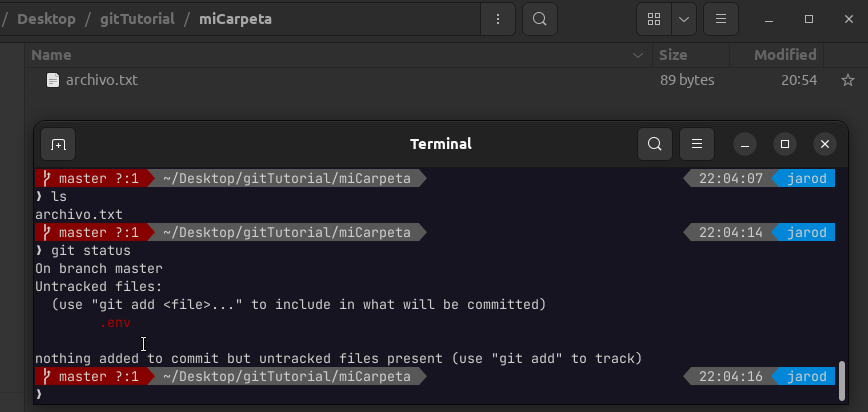 / Desktop / gitTutorial / miCarpeta
Name Size Modified
archivo.txt 89 bytes 20:54
Terminal
master ?:1 ~/Desktop/gitTutorial/miCarpeta 22:04:07 jarod
❱ ls
archivo.txt
master ?:1 ~/Desktop/gitTutorial/miCarpeta 22:04:14 jarod
❱ git status
On branch master
Untracked files:
(use "git add <file>..." to include in what will be committed)
.env
nothing added to commit but untracked files present (use "git add" to track)
master ?:1 ~/Desktop/gitTutorial/miCarpeta 22:04:16 jarod
❱